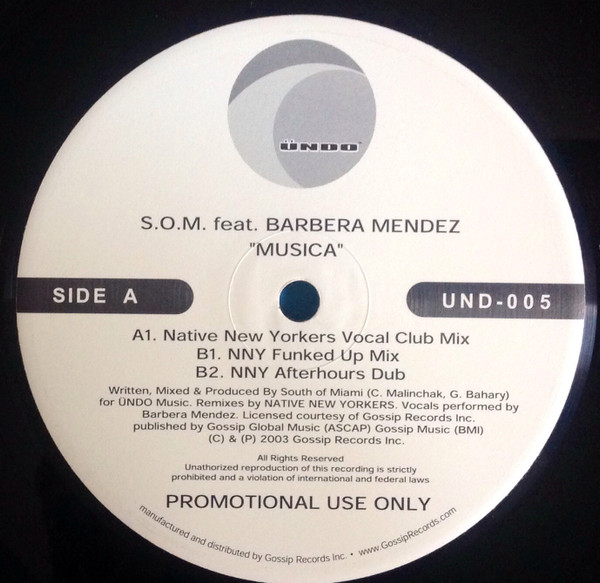 ÜNDO
S.O.M. feat. BARBERA MENDEZ
"MUSICA"
SIDE A
UND-005
A1. Native New Yorkers Vocal Club Mix
B1. NNY Funked Up Mix
B2. NNY Afterhours Dub
Written, Mixed & Produced By South of Miami (C. Malinchak, G. Bahary)
for ÜNDO Music. Remixes by NATIVE NEW YORKERS. Vocals performed by
Barbera Mendez. Licensed courtesy of Gossip Records Inc.
published by Gossip Global Music (ASCAP) Gossip Music (BMI)
(C) & (P) 2003 Gossip Records Inc.
All Rights Reserved
Unathorized reproduction of this recording is strictly
prohibited and a violation of international and federal laws
PROMOTIONAL USE ONLY
manufactured and distributed by Gossip Records Inc. • www.GossipRecords.com